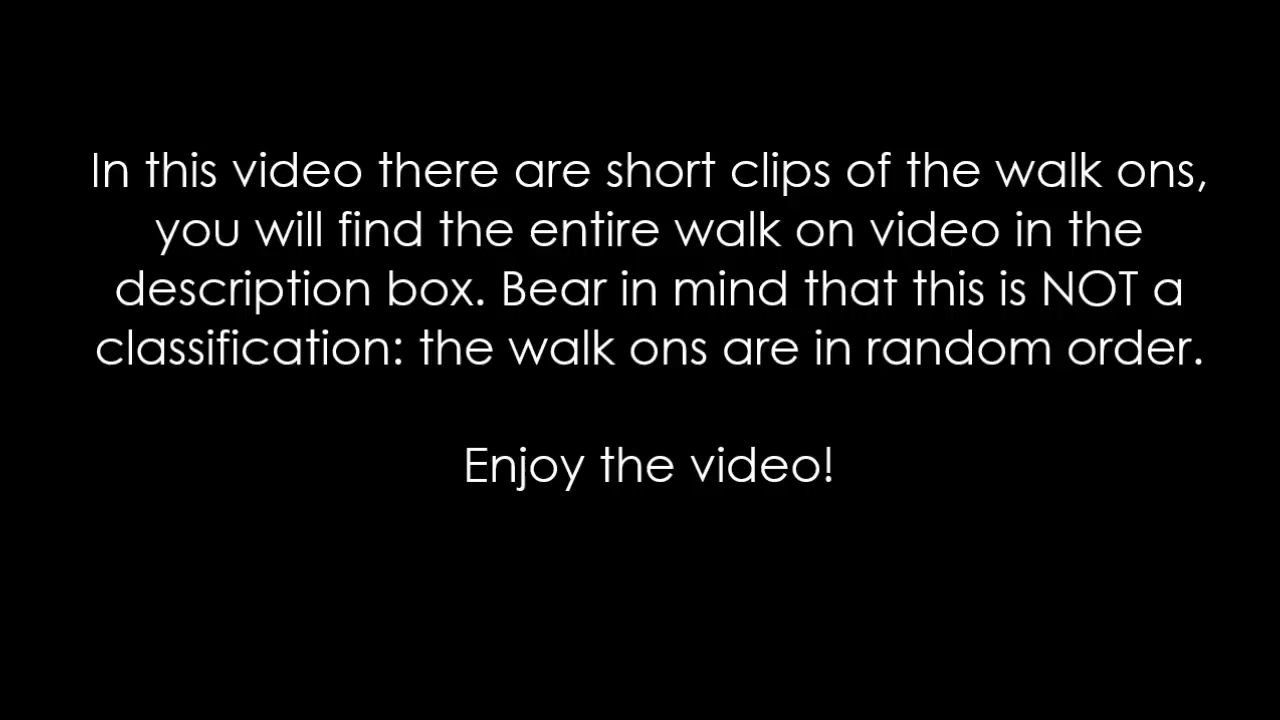 In this video there are short clips of the walk ons,
you will find the entire walk on video in the
description box. Bear in mind that this is NOT a
classification: the walk ons are in random order.
Enjoy the video!